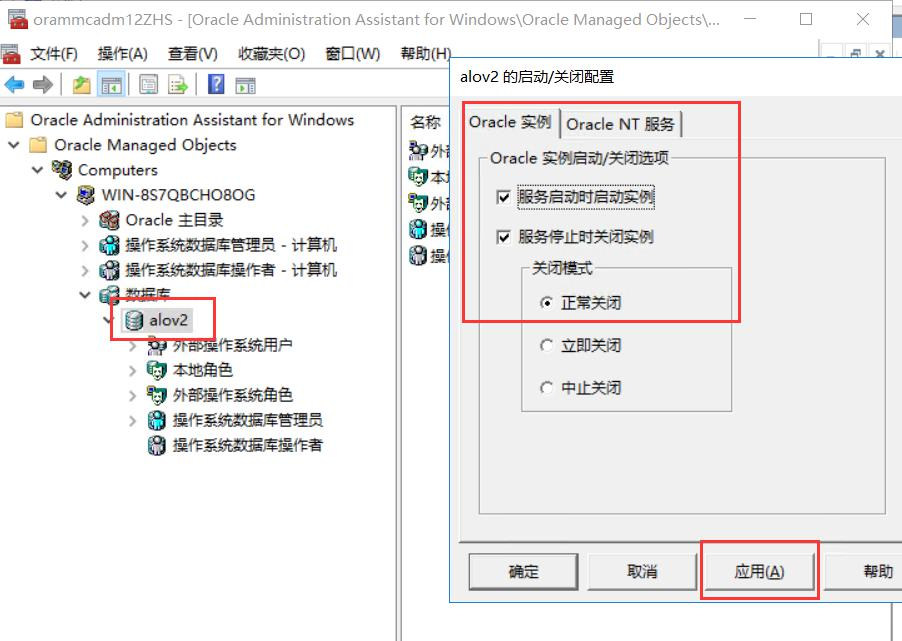 orammcadm12ZHS - [Oracle Administration Assistant for Windows\Oracle Managed Objects\...
文件(F) 操作(A) 查看(V) 收藏夹(O) 窗口(W) 帮助(H)
Oracle Administration Assistant for Windows
Oracle Managed Objects
Computers
WIN-8S7QBCHO8OG
Oracle 主目录
操作系统数据库管理员 - 计算机
操作系统数据库操作者 - 计算机
数据库
alov2
外部操作系统用户
本地角色
外部操作系统角色
操作系统数据库管理员
操作系统数据库操作者
名称
外部
本地
外部
操作
操作
alov2 的启动/关闭配置
Oracle 实例 Oracle NT 服务
Oracle 实例启动/关闭选项
服务启动时启动实例
服务停止时关闭实例
关闭模式
正常关闭
立即关闭
中止关闭
确定 取消 应用(A) 帮助